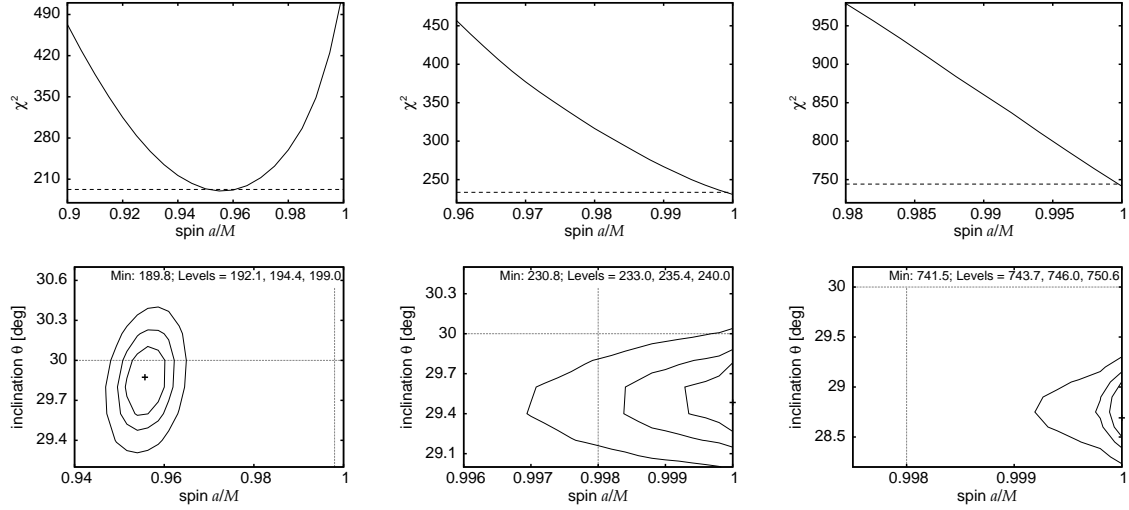 490
420
350
280
210
χ²
0.9 0.92 0.94 0.96 0.98 1
spin a/M
450
400
350
300
250
χ²
0.96 0.97 0.98 0.99 1
spin a/M
950
900
850
800
750
χ²
0.98 0.985 0.99 0.995 1
spin a/M
Min: 189.8; Levels = 192.1, 194.4, 199.0
30.6
30.3
30
29.7
29.4
inclination θ [deg]
0.94 0.96 0.98 1
spin a/M
Min: 230.8; Levels = 233.0, 235.4, 240.0
30.3
30
29.7
29.4
29.1
inclination θ [deg]
0.996 0.997 0.998 0.999 1
spin a/M
Min: 741.5; Levels = 743.7, 746.0, 750.6
30
29.5
29
28.5
inclination θ [deg]
0.998 0.999 1
spin a/M